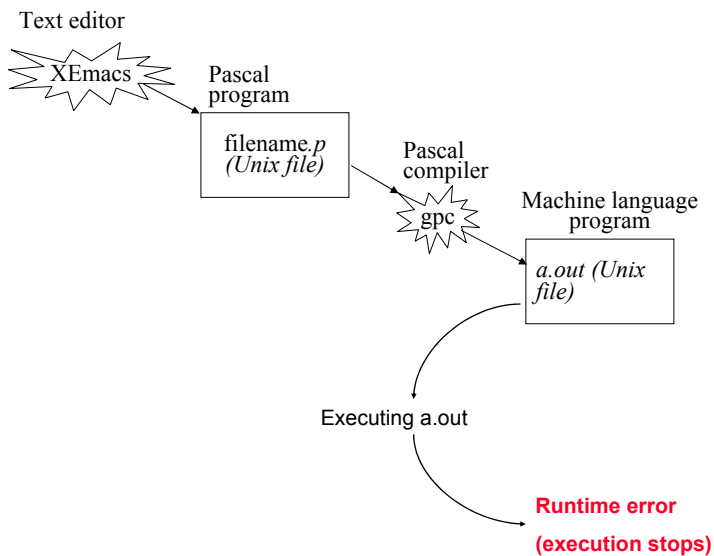 Text editor
XEmacs
Pascal
program
filename.p
(Unix file)
Pascal
compiler
gpc
Machine language
program
a.out (Unix
file)
Executing a.out
Runtime error
(execution stops)